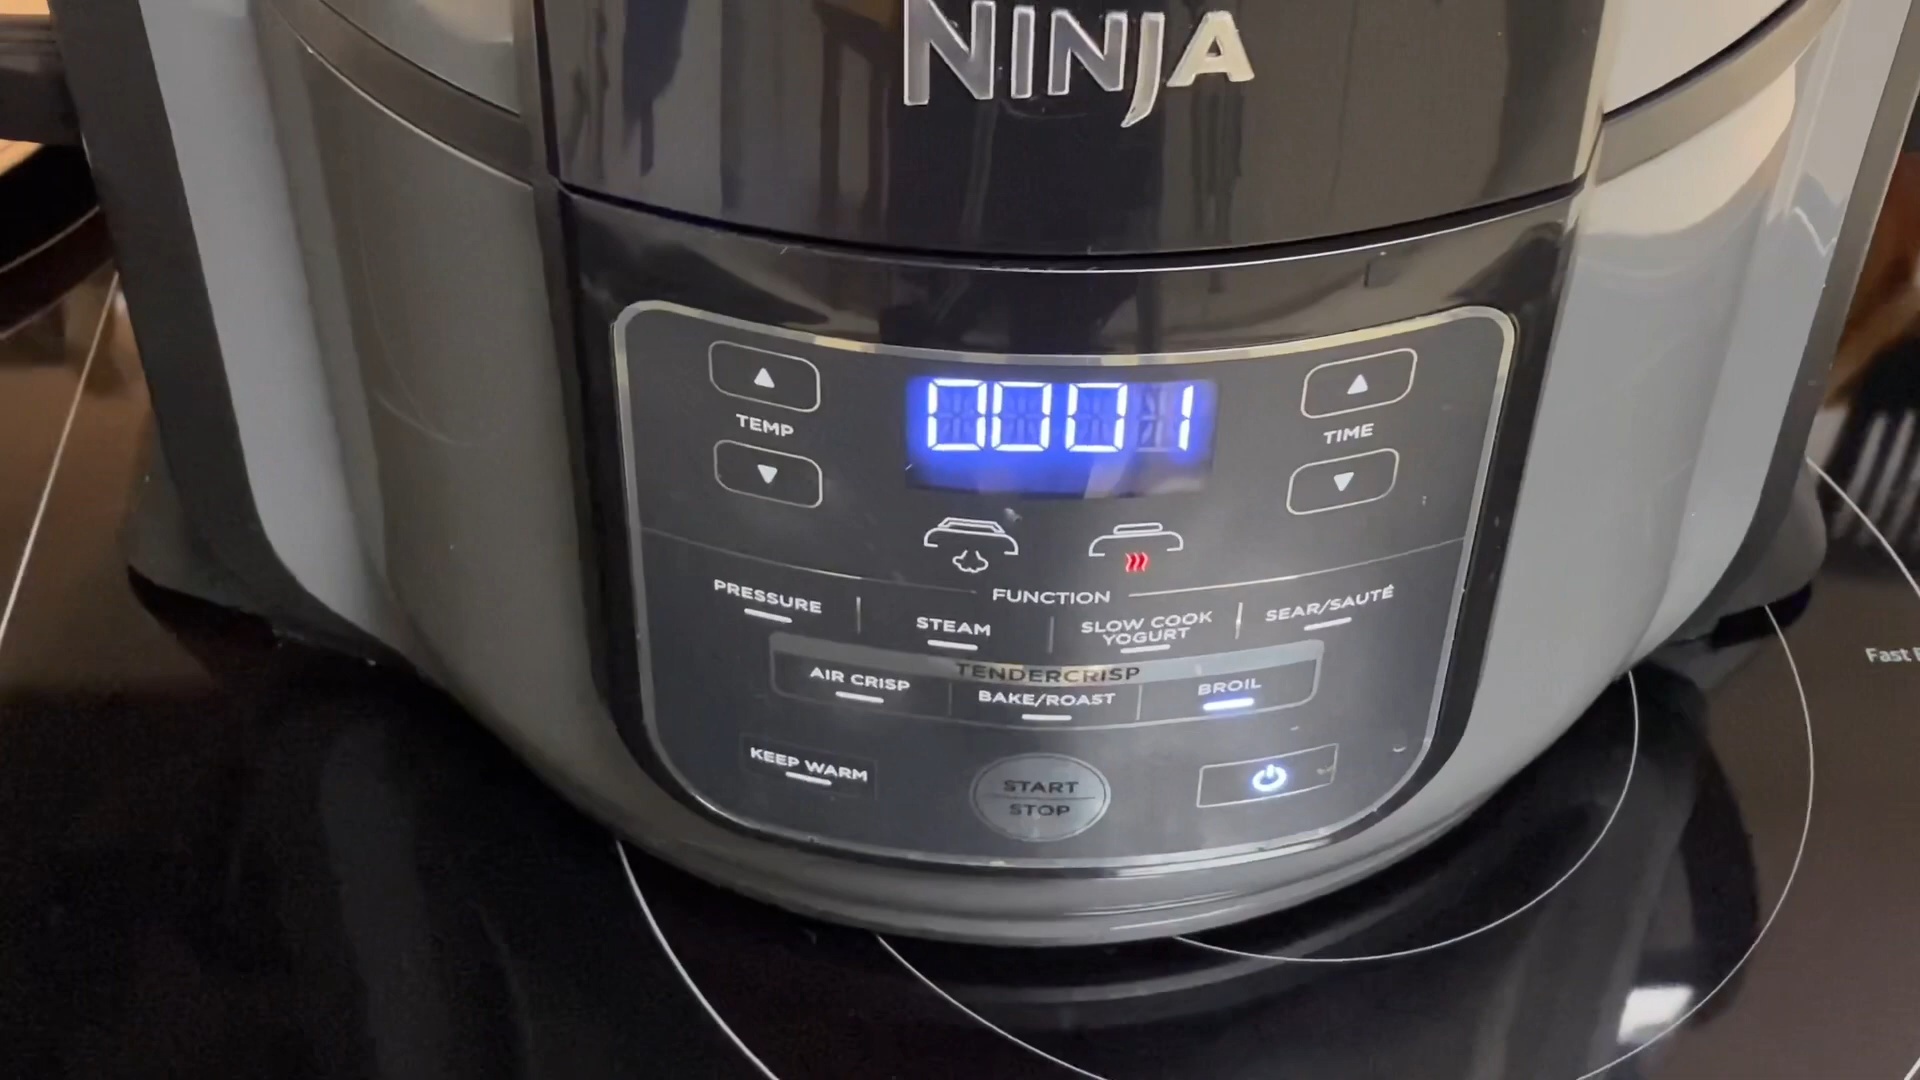 NINJA
TEMP
0001
TIME
FUNCTION
PRESSURE
STEAM
SLOW COOK
YOGURT
SEAR/SAUTÉ
TENDERCRISP
AIR CRISP
BAKE/ROAST
BROIL
KEEP WARM
START
STOP
Fast